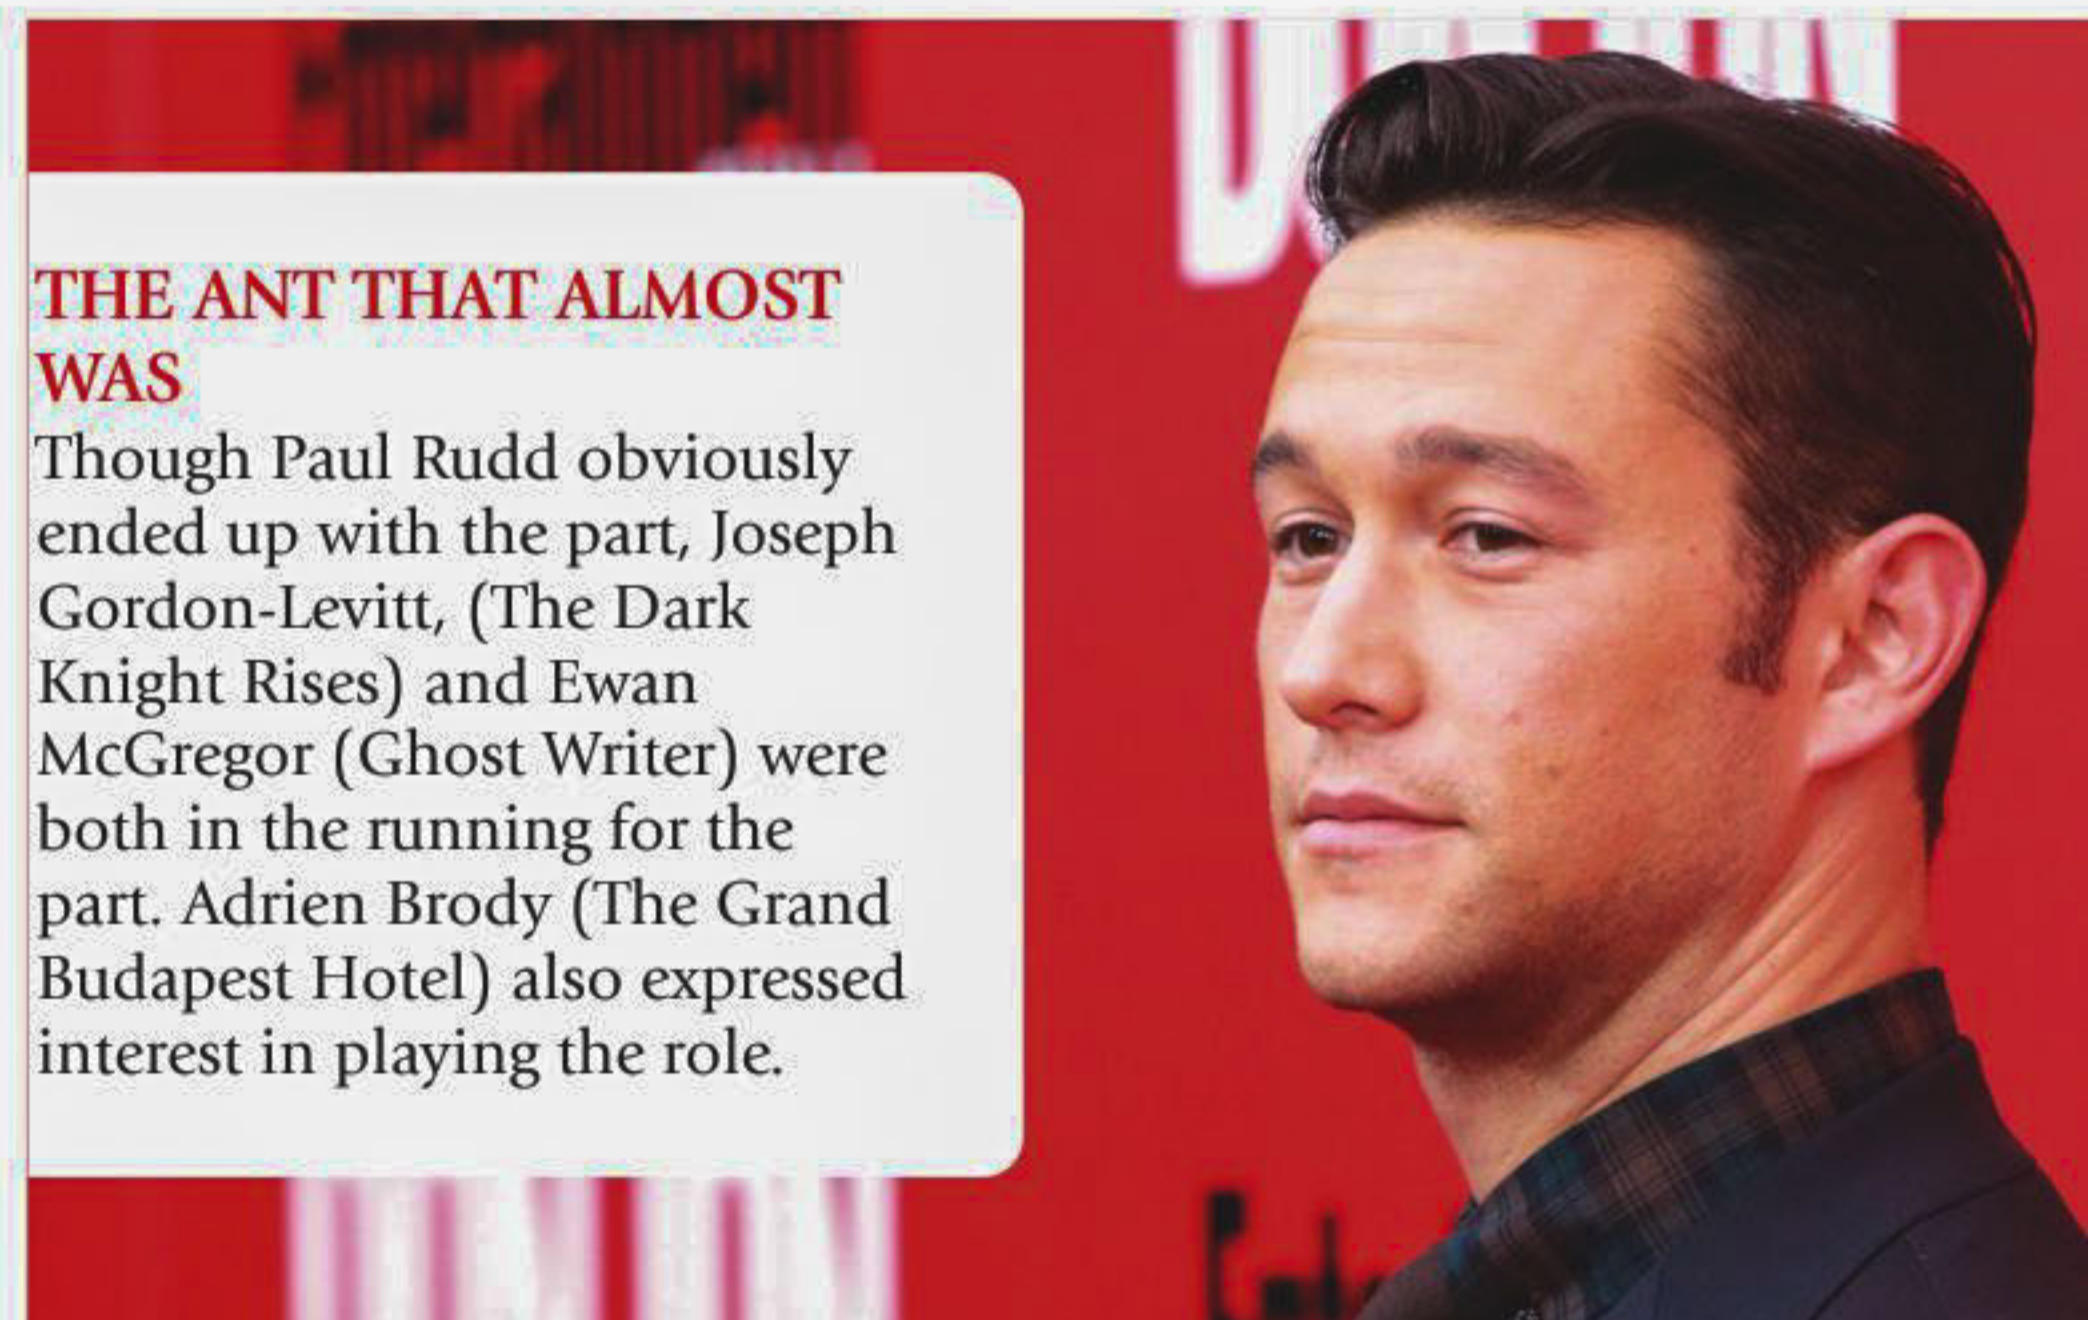 THE ANT THAT ALMOST
WAS
Though Paul Rudd obviously
ended up with the part, Joseph
Gordon-Levitt, (The Dark
Knight Rises) and Ewan
McGregor (Ghost Writer) were
both in the running for the
part. Adrien Brody (The Grand
Budapest Hotel) also expressed
interest in playing the role.